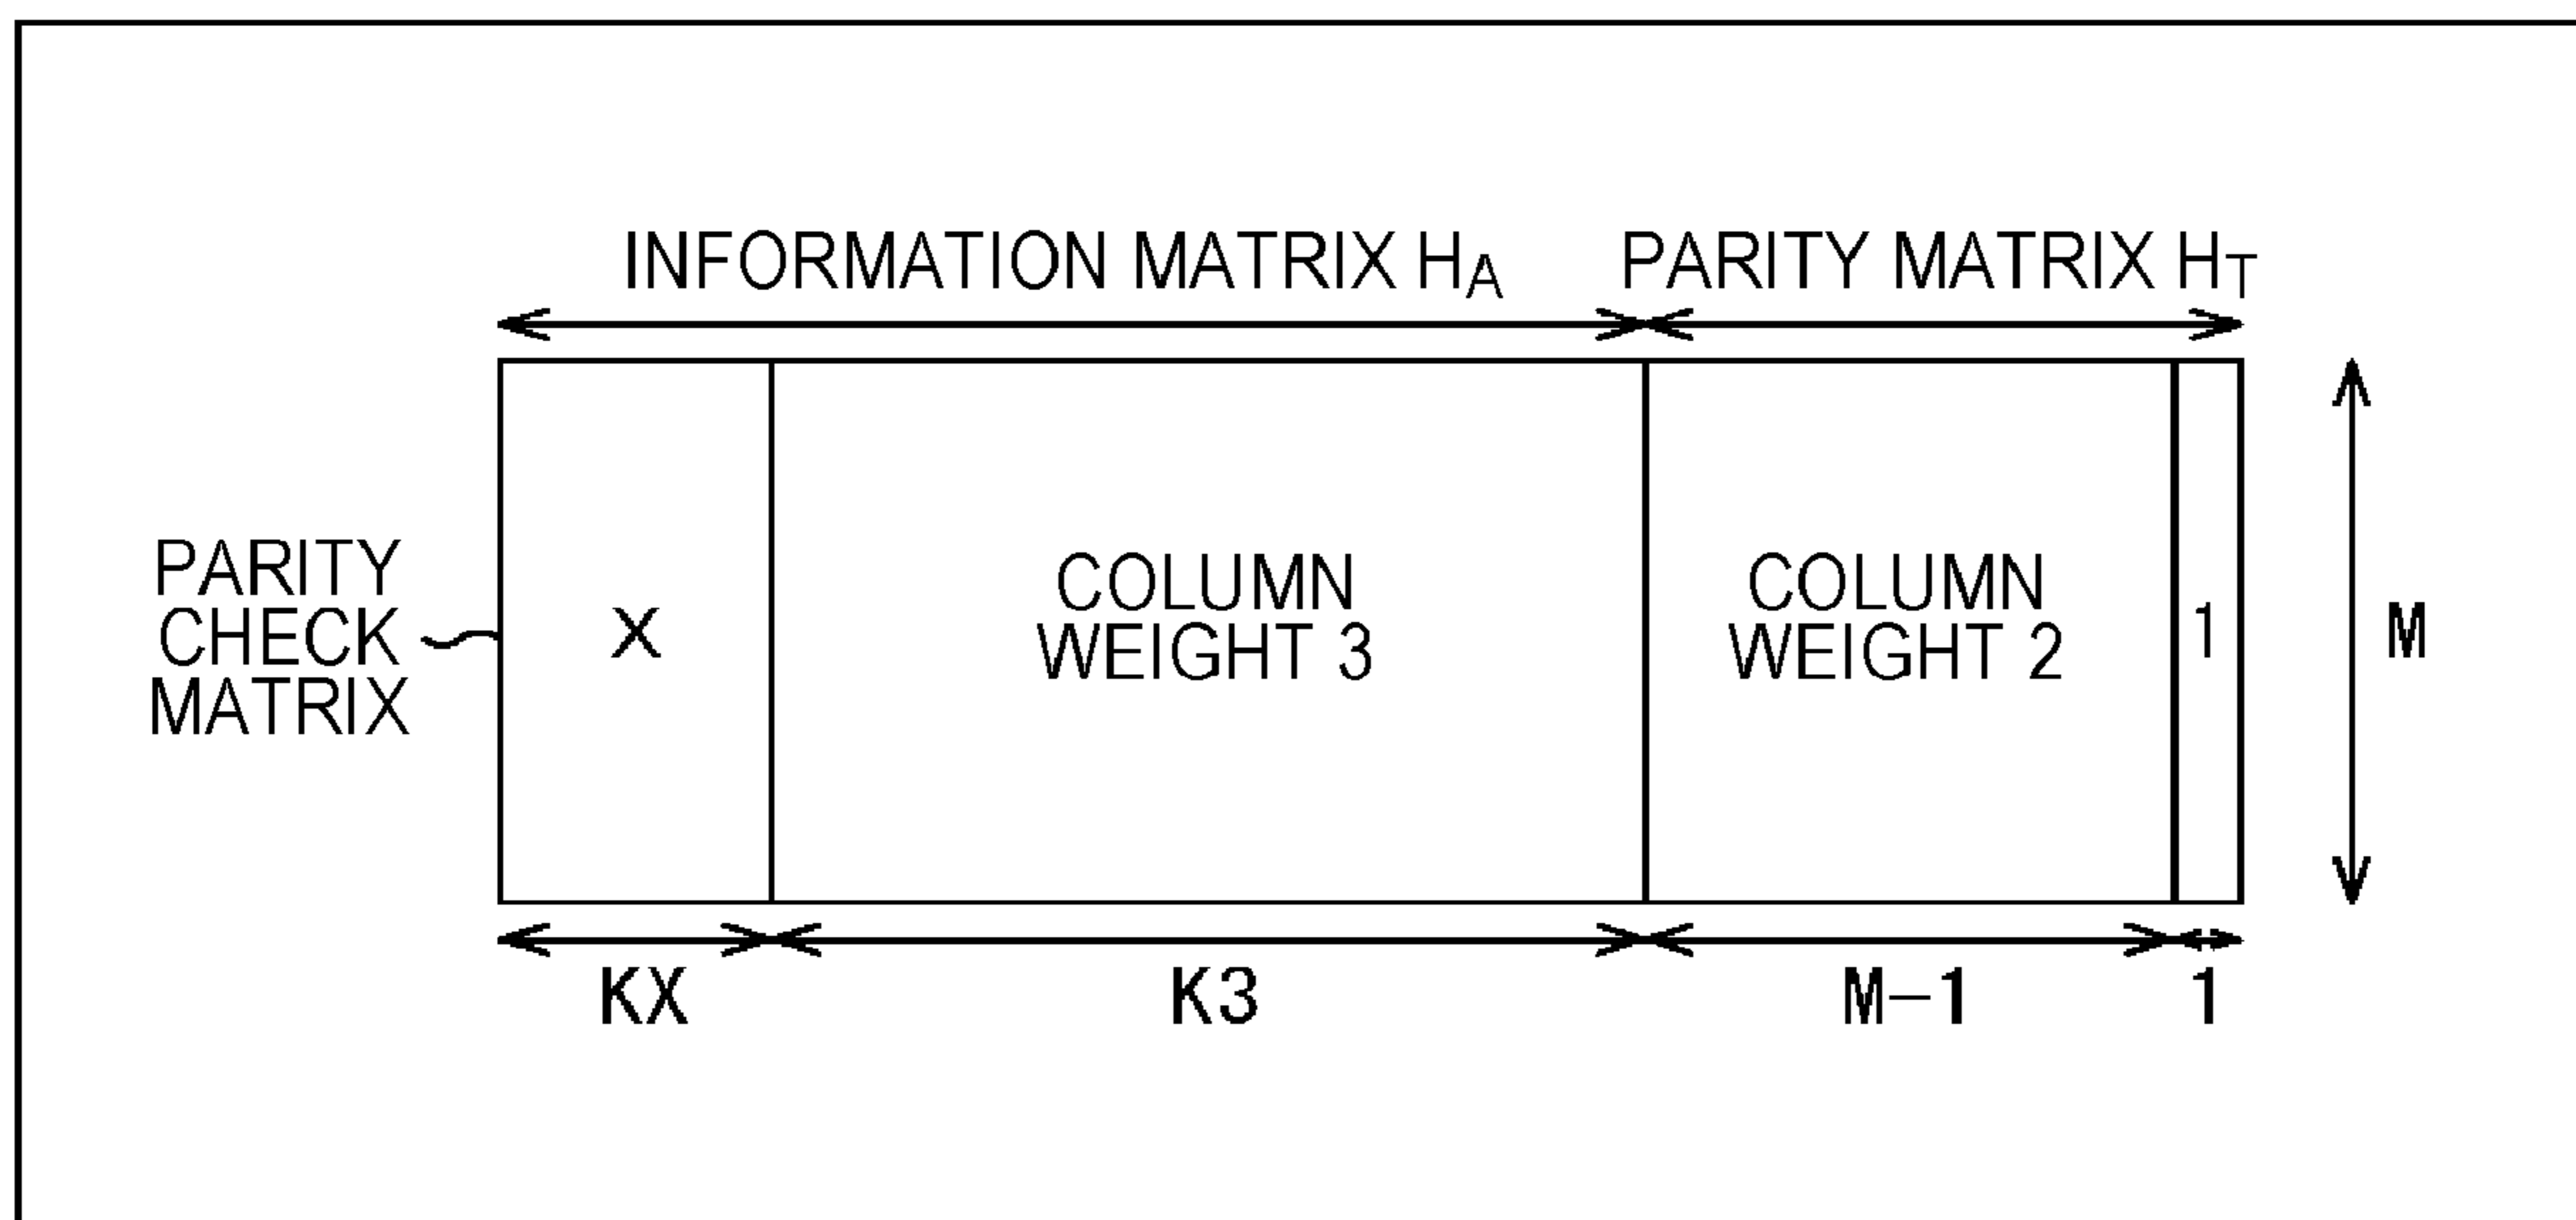 INFORMATION MATRIX HA
PARITY MATRIX HT
PARITY
CHECK
MATRIX
X
COLUMN
WEIGHT 3
COLUMN
WEIGHT 2
1
M
KX
K3
M-1
1